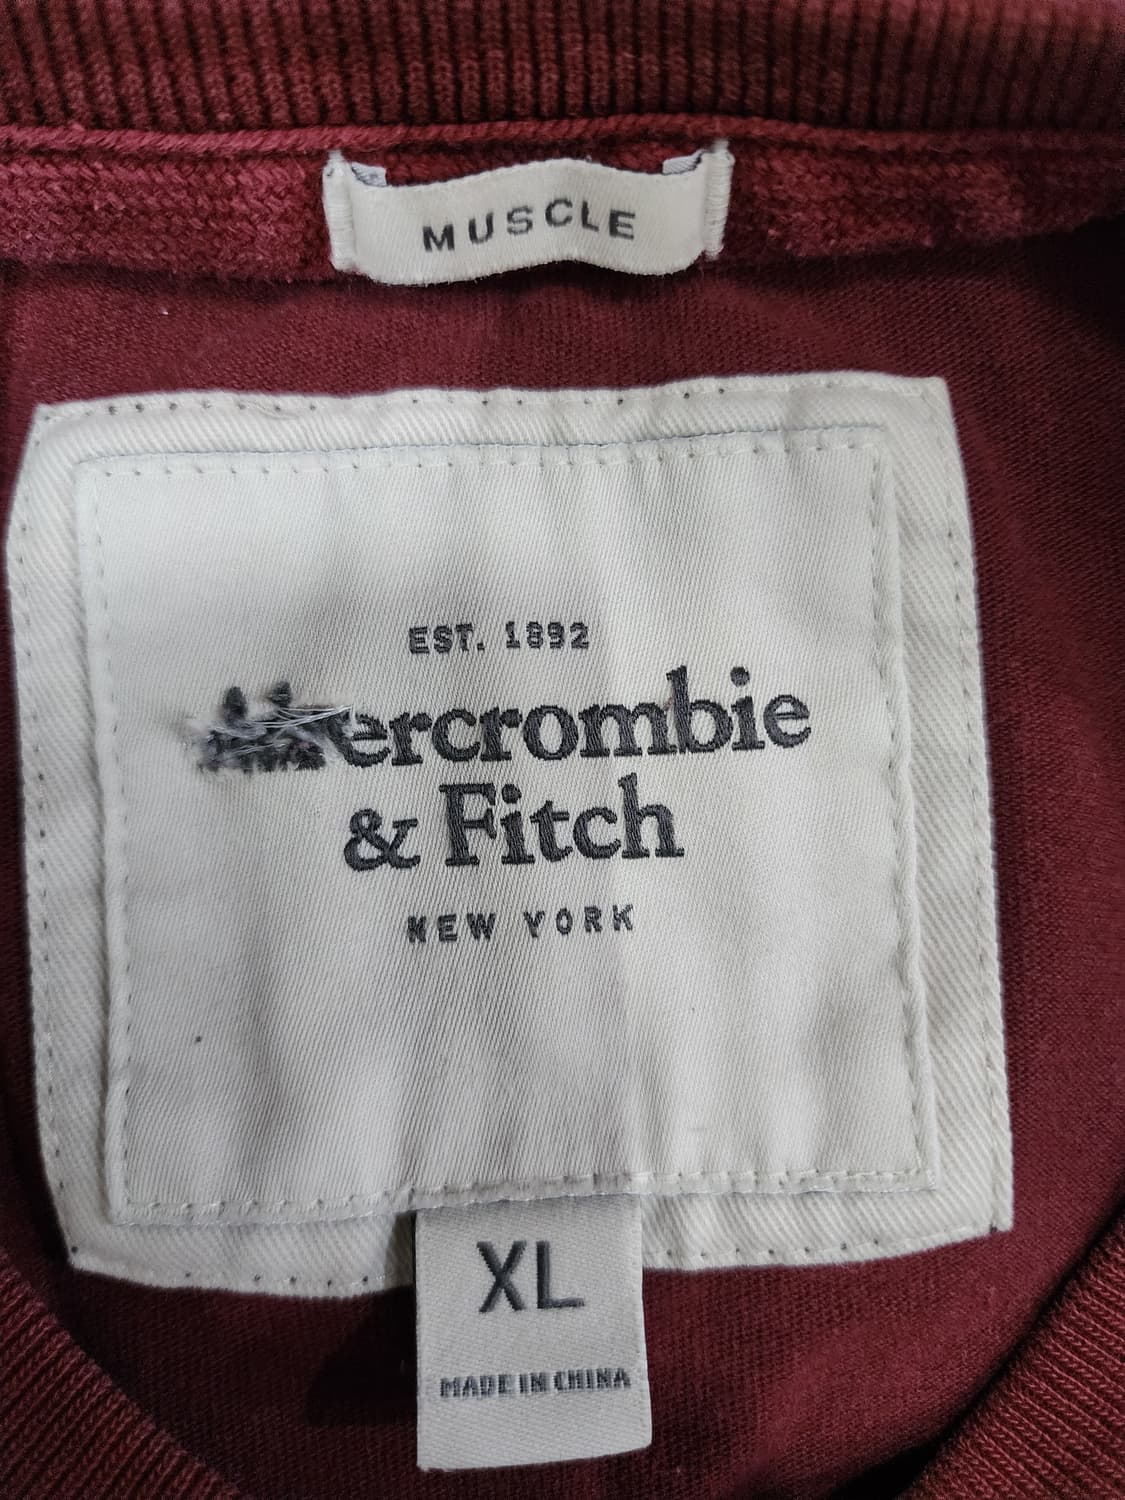 MUSCLE
EST. 1892
ercrombie
& Fitch
NEW YORK
XL
MADE IN CHINA